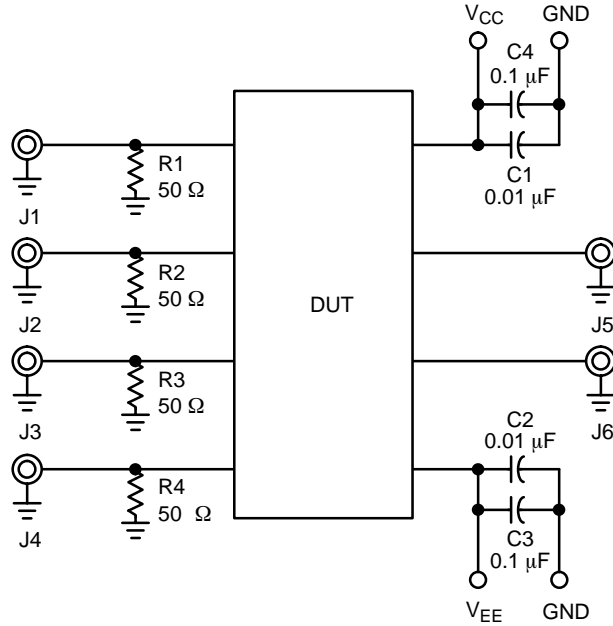 VCC GND
C4
0.1 μF
C1
0.01 μF
J1
R1
50 Ω
J2
R2
50 Ω
J3
R3
50 Ω
J4
R4
50 Ω
DUT
J5
J6
C2
0.01 μF
C3
0.1 μF
VEE GND